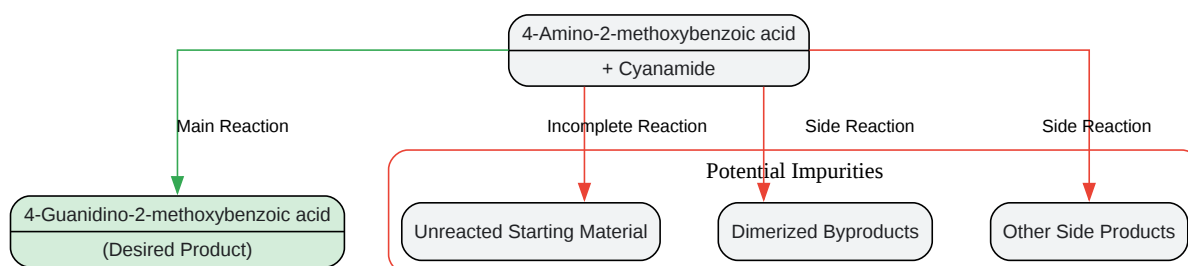 4-Amino-2-methoxybenzoic acid
+ Cyanamide
Main Reaction
Incomplete Reaction
Side Reaction
Side Reaction
Potential Impurities
4-Guanidino-2-methoxybenzoic acid
(Desired Product)
Unreacted Starting Material
Dimerized Byproducts
Other Side Products